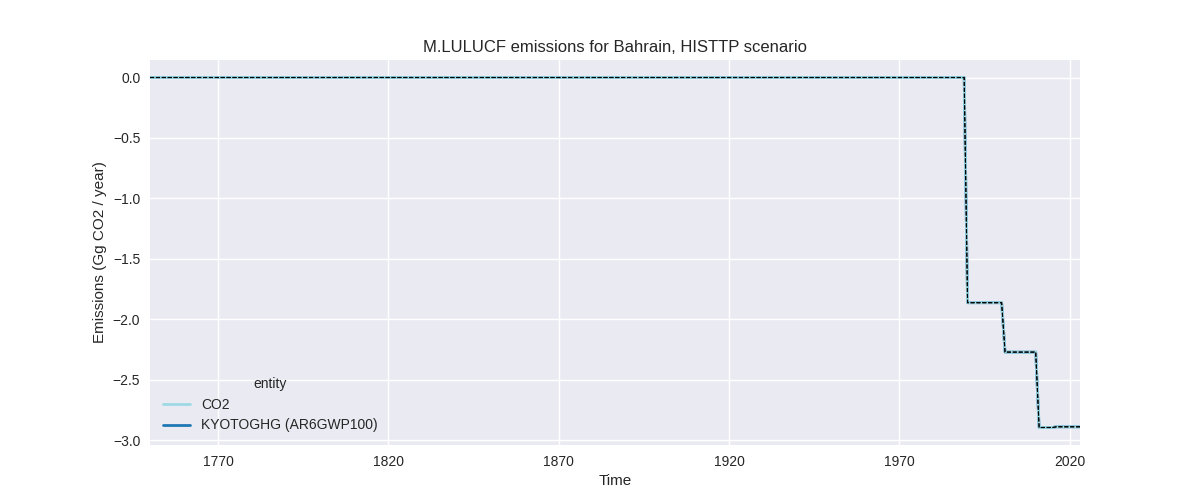 M.LULUCF emissions for Bahrain, HISTTP scenario
Emissions (Gg CO2 / year)
0.0
−0.5
−1.0
−1.5
−2.0
−2.5
−3.0
entity
CO2
KYOTOGHG (AR6GWP100)
1770
1820
1870
1920
1970
2020
Time